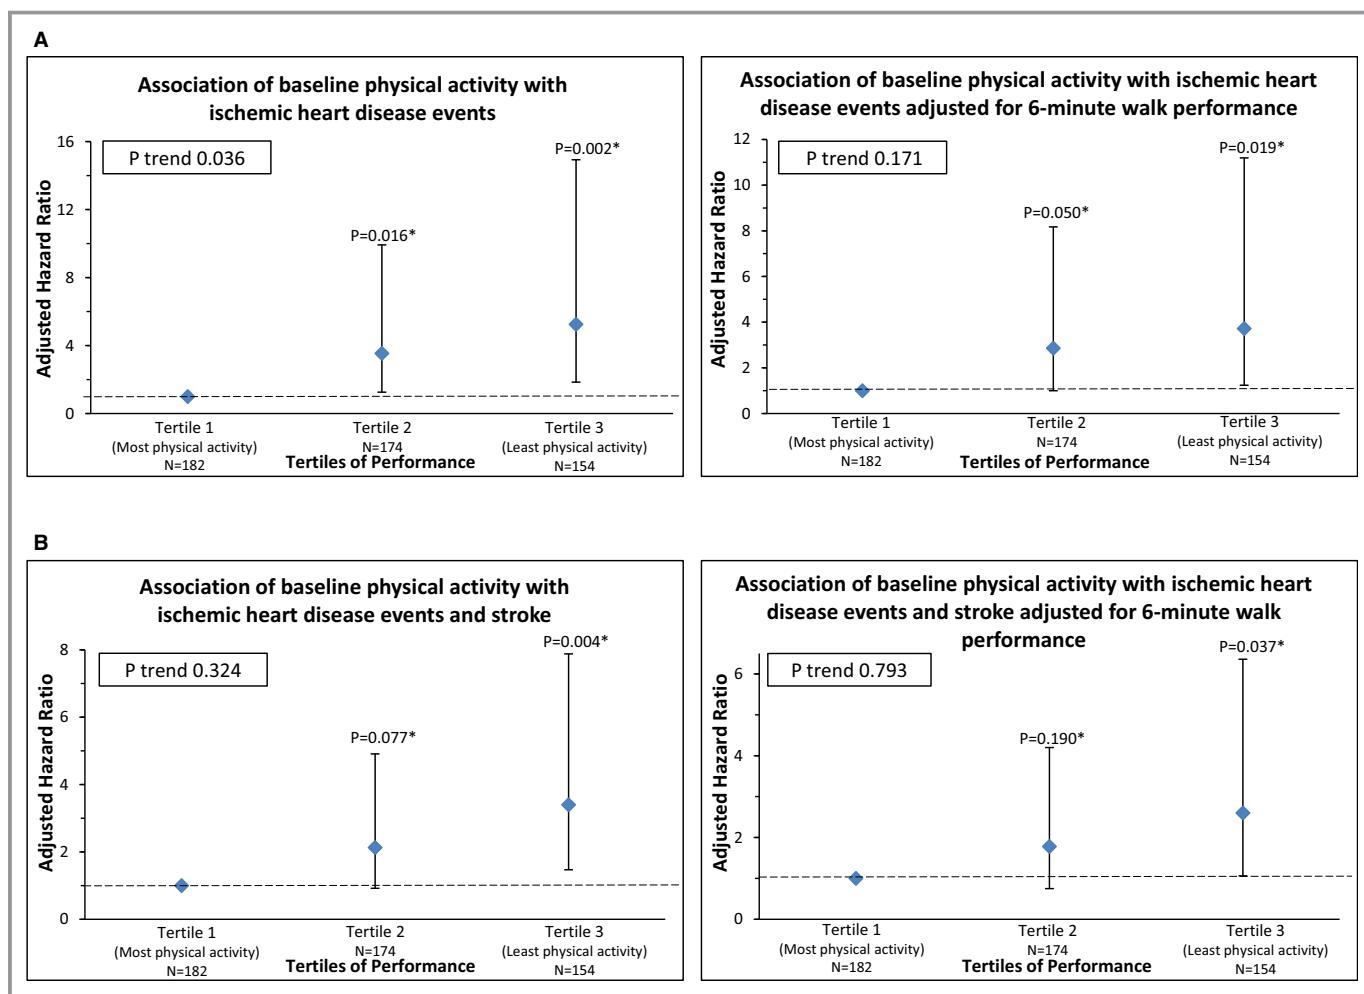 A
Association of baseline physical activity with
ischemic heart disease events
P trend 0.036
Adjusted Hazard Ratio
16
12
8
4
0
P=0.016*
P=0.002*
Tertile 1
(Most physical activity)
N=182
Tertile 2
N=174
Tertile 3
(Least physical activity)
N=154
Tertiles of Performance
Association of baseline physical activity with ischemic heart
disease events adjusted for 6-minute walk performance
P trend 0.171
Adjusted Hazard Ratio
12
10
8
6
4
2
0
P=0.050*
P=0.019*
Tertile 1
(Most physical activity)
N=182
Tertile 2
N=174
Tertile 3
(Least physical activity)
N=154
Tertiles of Performance
B
Association of baseline physical activity with
ischemic heart disease events and stroke
P trend 0.324
Adjusted Hazard Ratio
8
6
4
2
0
P=0.077*
P=0.004*
Tertile 1
(Most physical activity)
N=182
Tertile 2
N=174
Tertile 3
(Least physical activity)
N=154
Tertiles of Performance
Association of baseline physical activity with ischemic heart
disease events and stroke adjusted for 6-minute walk
performance
P trend 0.793
Adjusted Hazard Ratio
6
4
2
0
P=0.190*
P=0.037*
Tertile 1
(Most physical activity)
N=182
Tertile 2
N=174
Tertile 3
(Least physical activity)
N=154
Tertiles of Performance